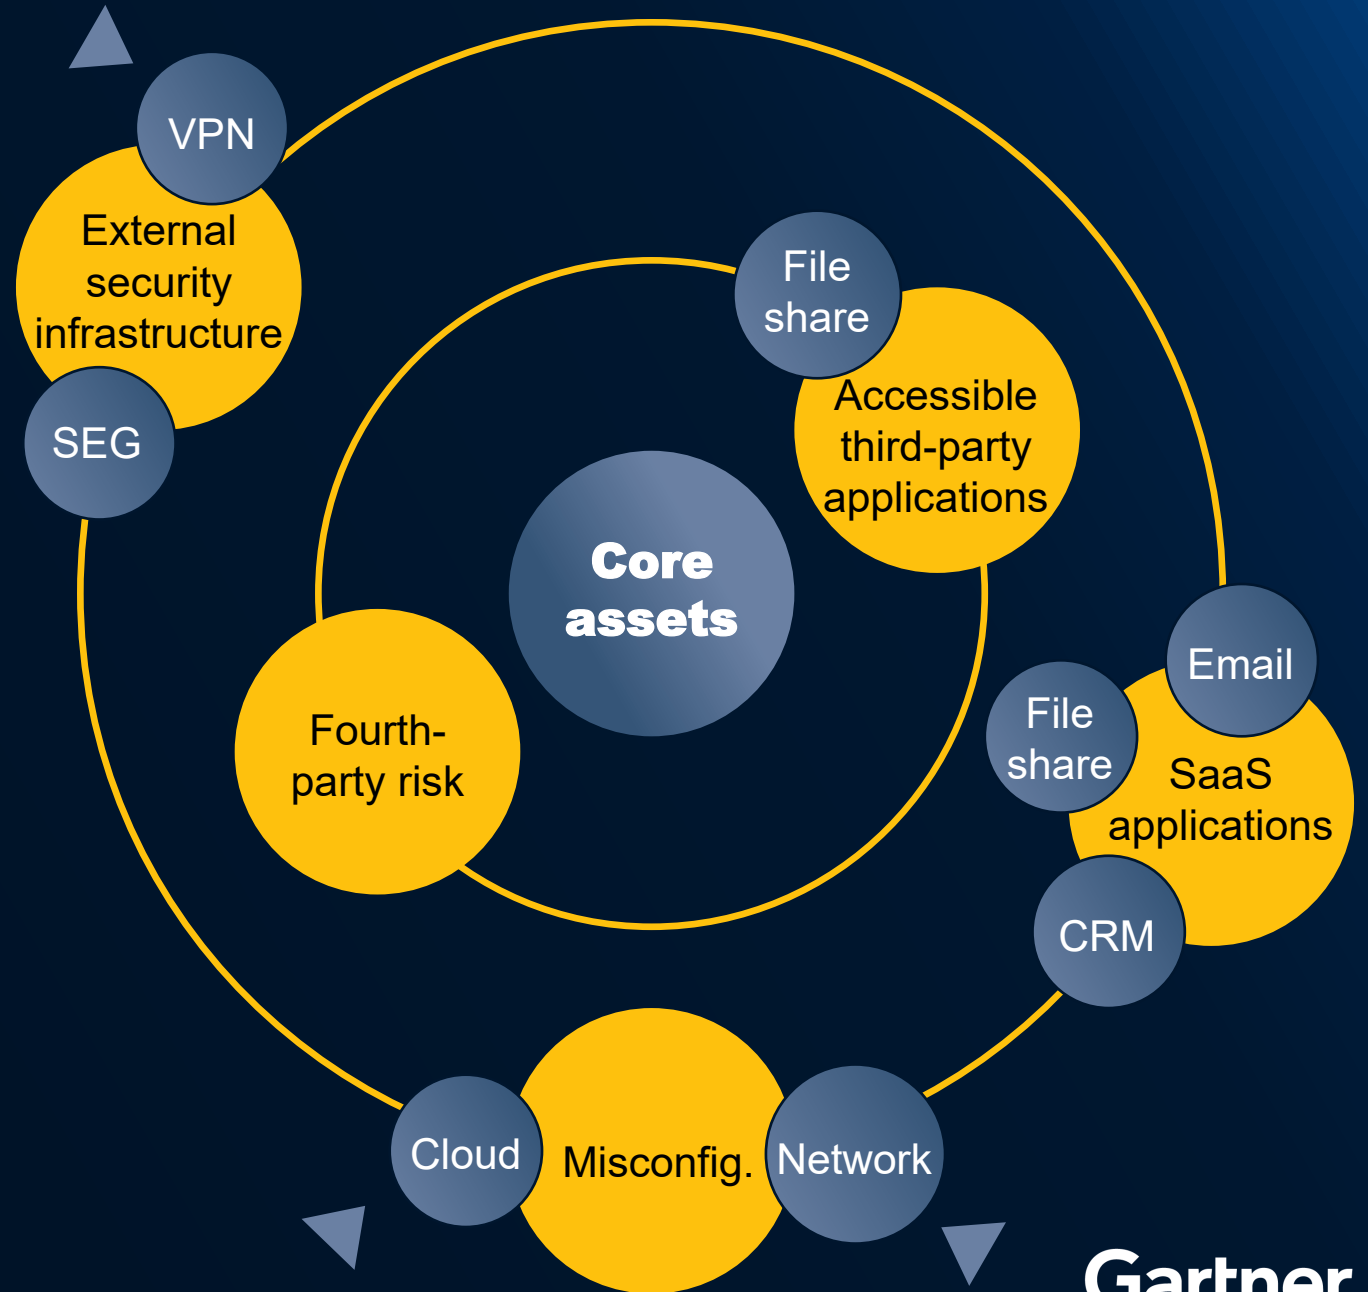 VPN
External
security
infrastructure
SEG
File
share
Accessible
third-party
applications
Core
assets
Fourth-
party risk
Email
File
share
SaaS
applications
CRM
Cloud
Misconfig.
Network
Gartner